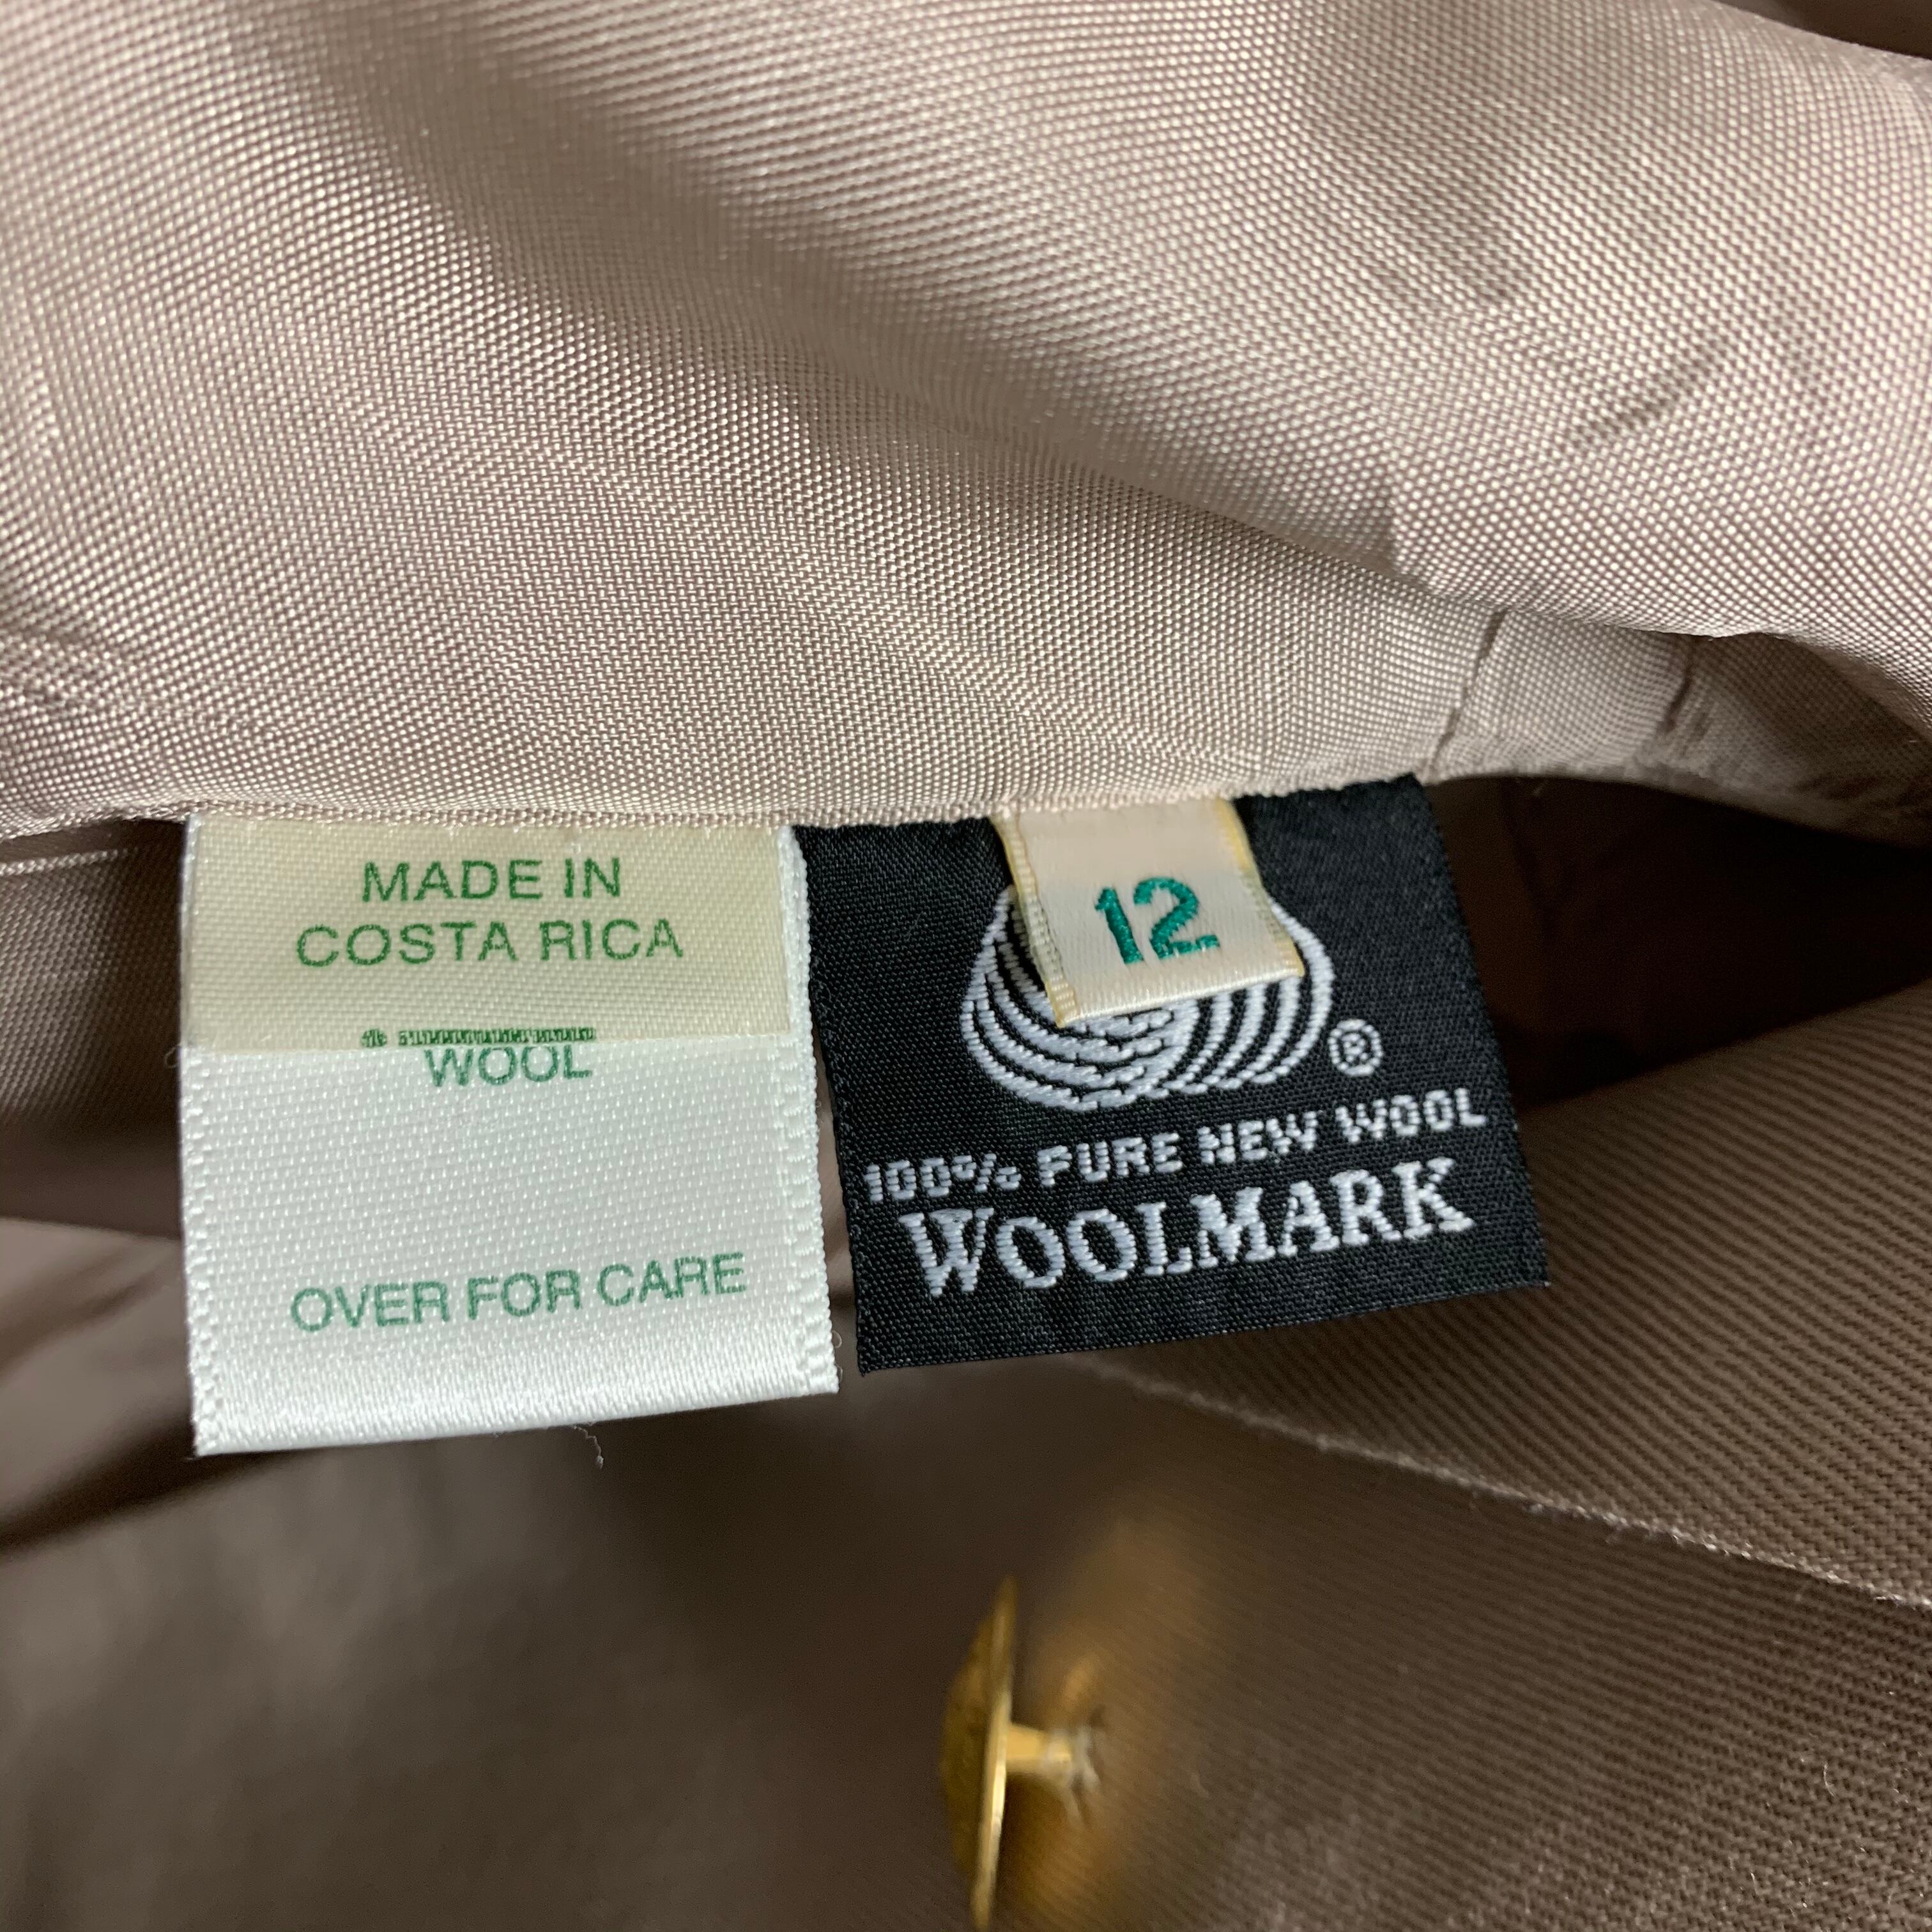 MADE IN
COSTA RICA
WOOL
OVER FOR CARE
12
®
100% PURE NEW WOOL
WOOLMARK